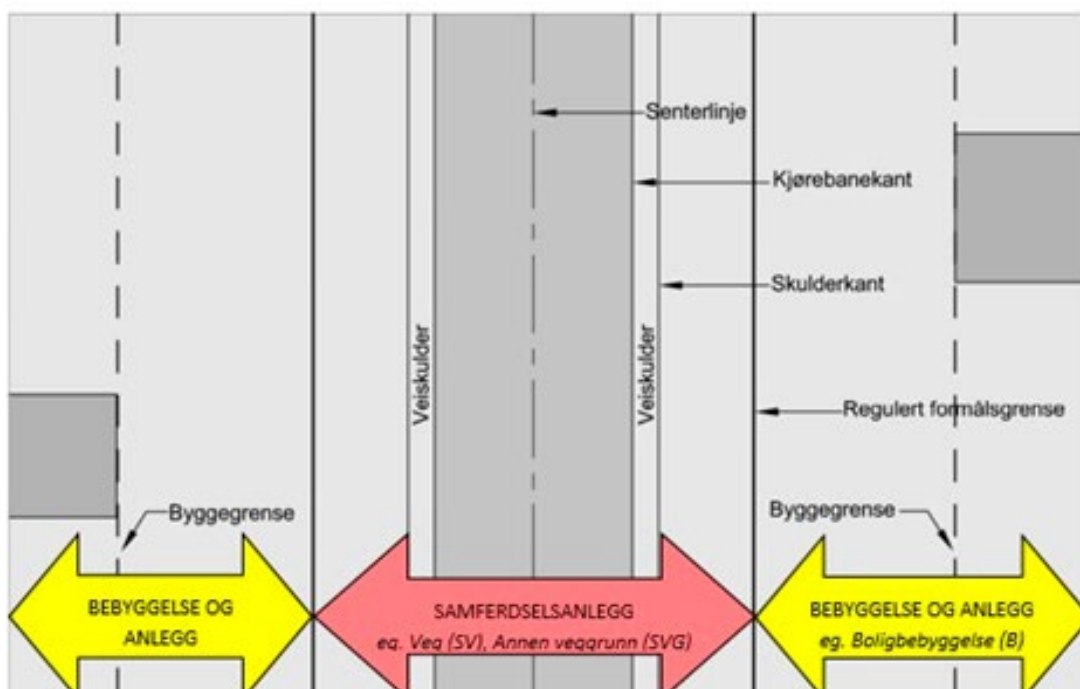 Senterlinje
Kjørebanekant
Skulderkant
Veiskulder
Veiskulder
Regulert formålsgrense
Byggegrense
Byggegrense
BEBYGGELSE OG
ANLEGG
SAMFERDSELSANLEGG
eg. Veg (SV), Annen veggrunn (SVG)
BEBYGGELSE OG ANLEGG
eg. Boligbebyggelse (B)